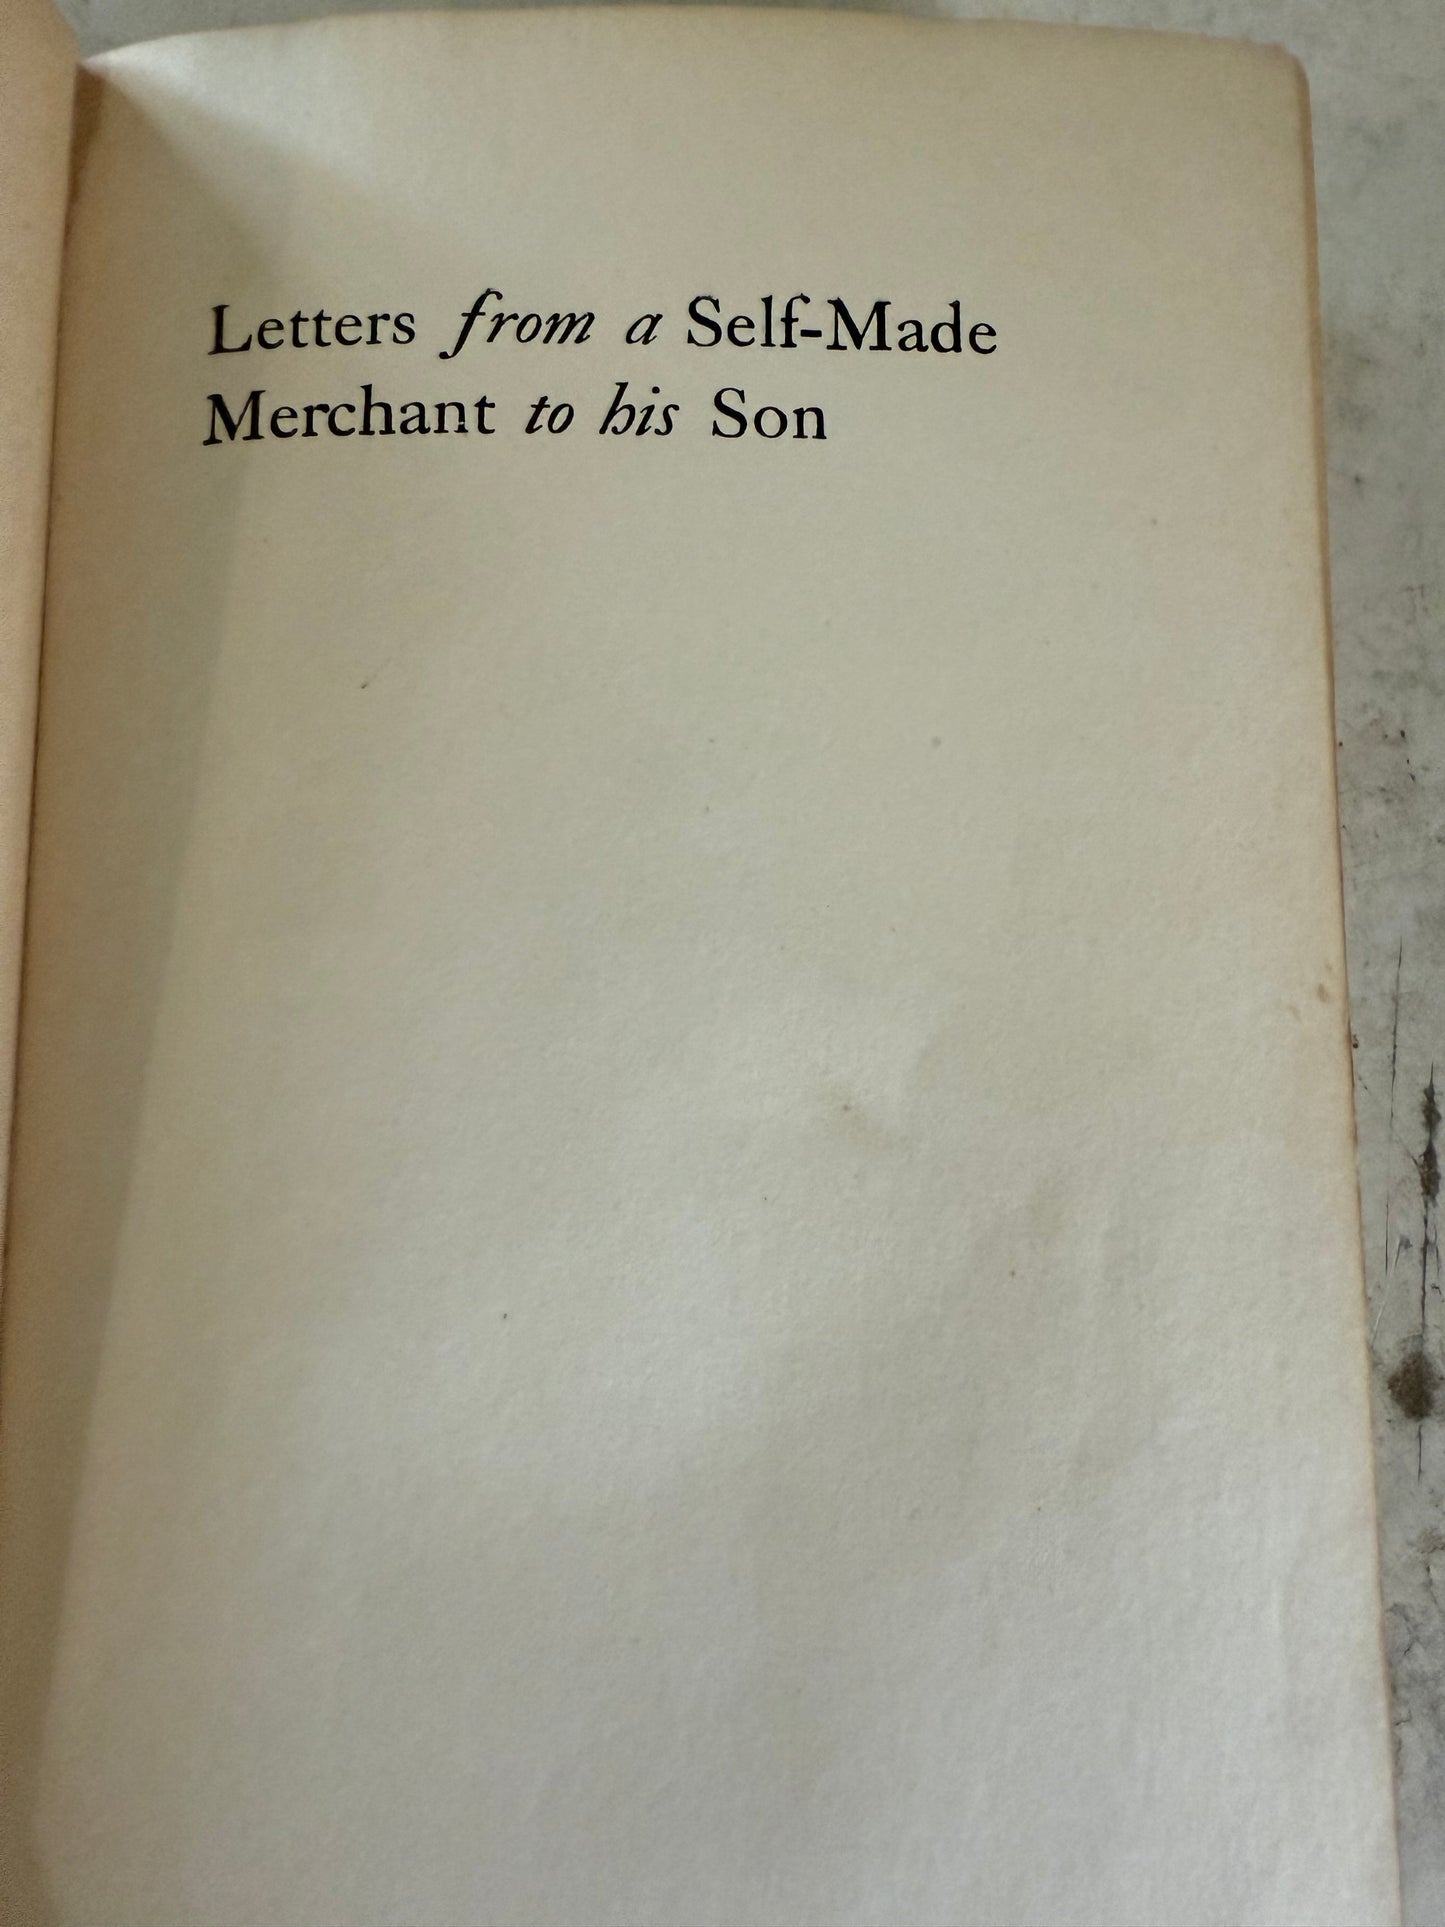 Letters from a Self-Made
Merchant to his Son